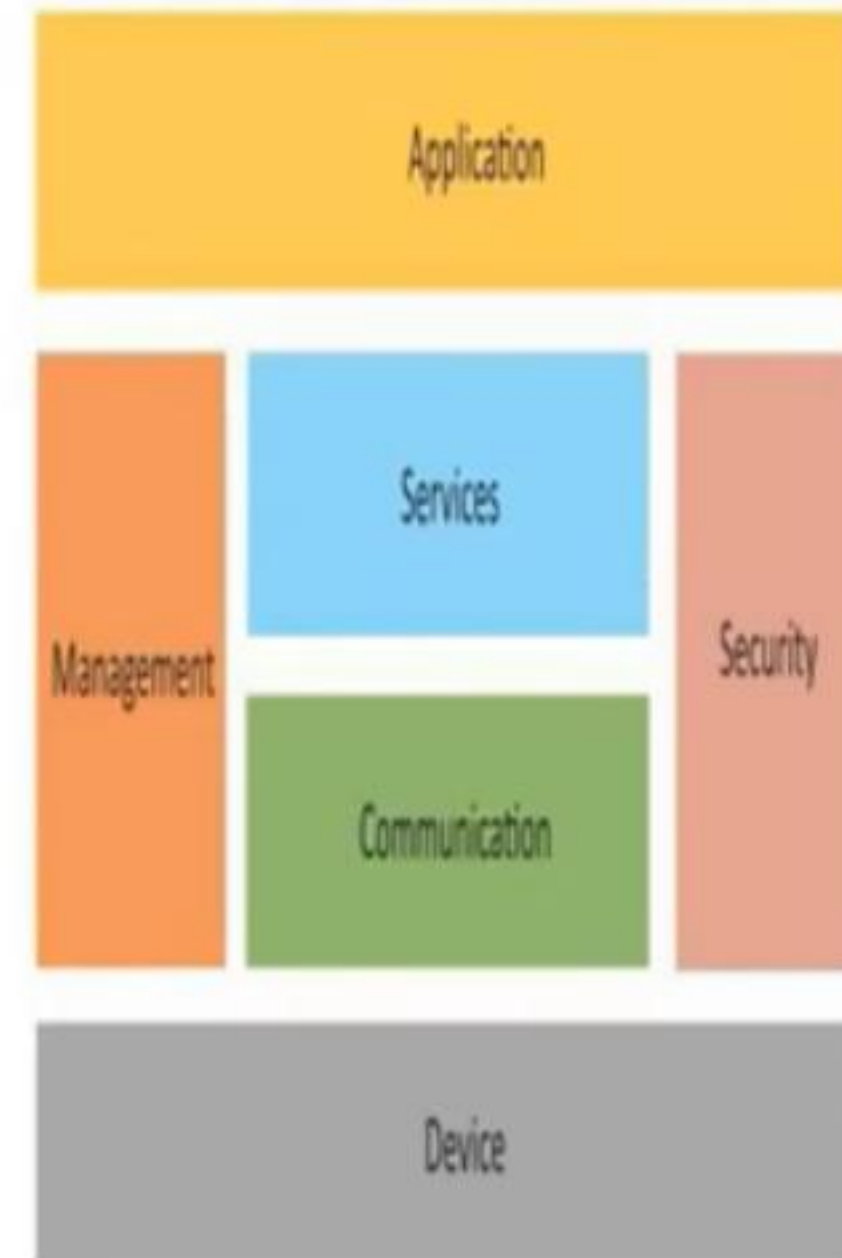 Application
Services
Management
Security
Communication
Device